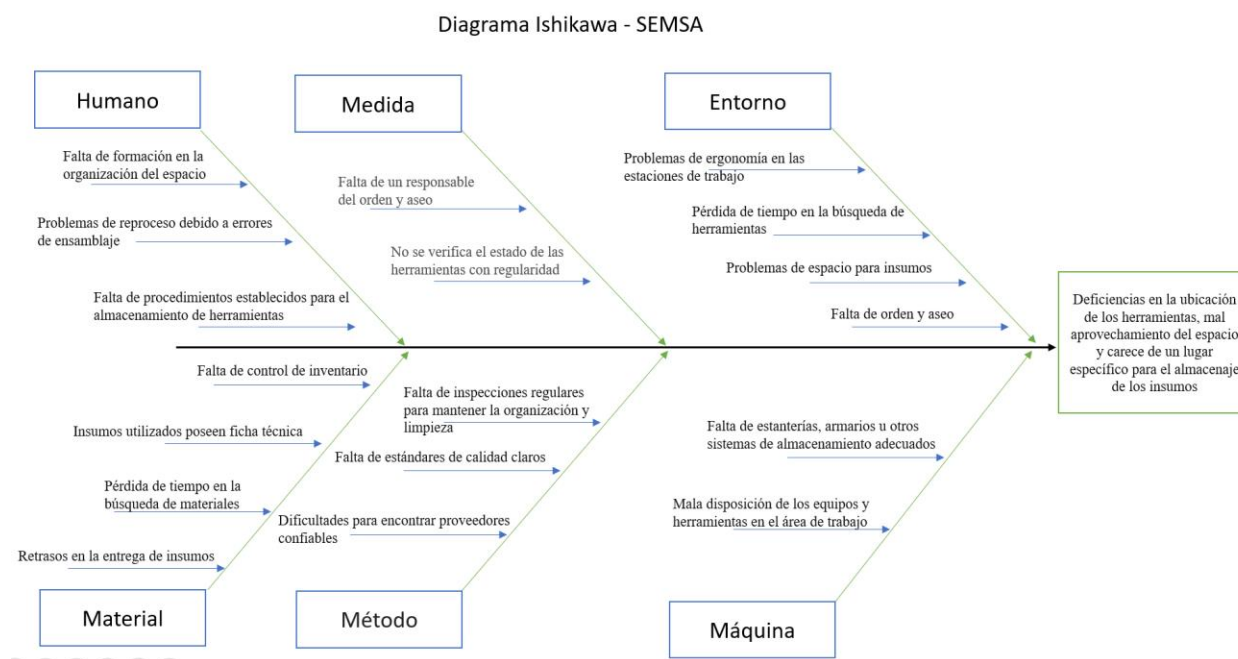 Diagrama Ishikawa - SEMSA
Humano
Medida
Entorno
Falta de formación en la
organización del espacio
Problemas de reproceso debido a errores
de ensamblaje
Falta de procedimientos establecidos para el
almacenamiento de herramientas
Falta de un responsable
del orden y aseo
No se verifica el estado de las
herramientas con regularidad
Problemas de ergonomía en las
estaciones de trabajo
Pérdida de tiempo en la búsqueda de
herramientas
Problemas de espacio para insumos
Falta de orden y aseo
Deficiencias en la ubicación
de los herramientas, mal
aprovechamiento del espacio
y carece de un lugar
específico para el almacenaje
de los insumos
Falta de control de inventario
Insumos utilizados poseen ficha técnica
Pérdida de tiempo en la
búsqueda de materiales
Retrasos en la entrega de insumos
Falta de inspecciones regulares
para mantener la organización y
limpieza
Falta de estándares de calidad claros
Dificultades para encontrar proveedores
confiables
Falta de estanterías, armarios u otros
sistemas de almacenamiento adecuados
Mala disposición de los equipos y
herramientas en el área de trabajo
Material
Método
Máquina